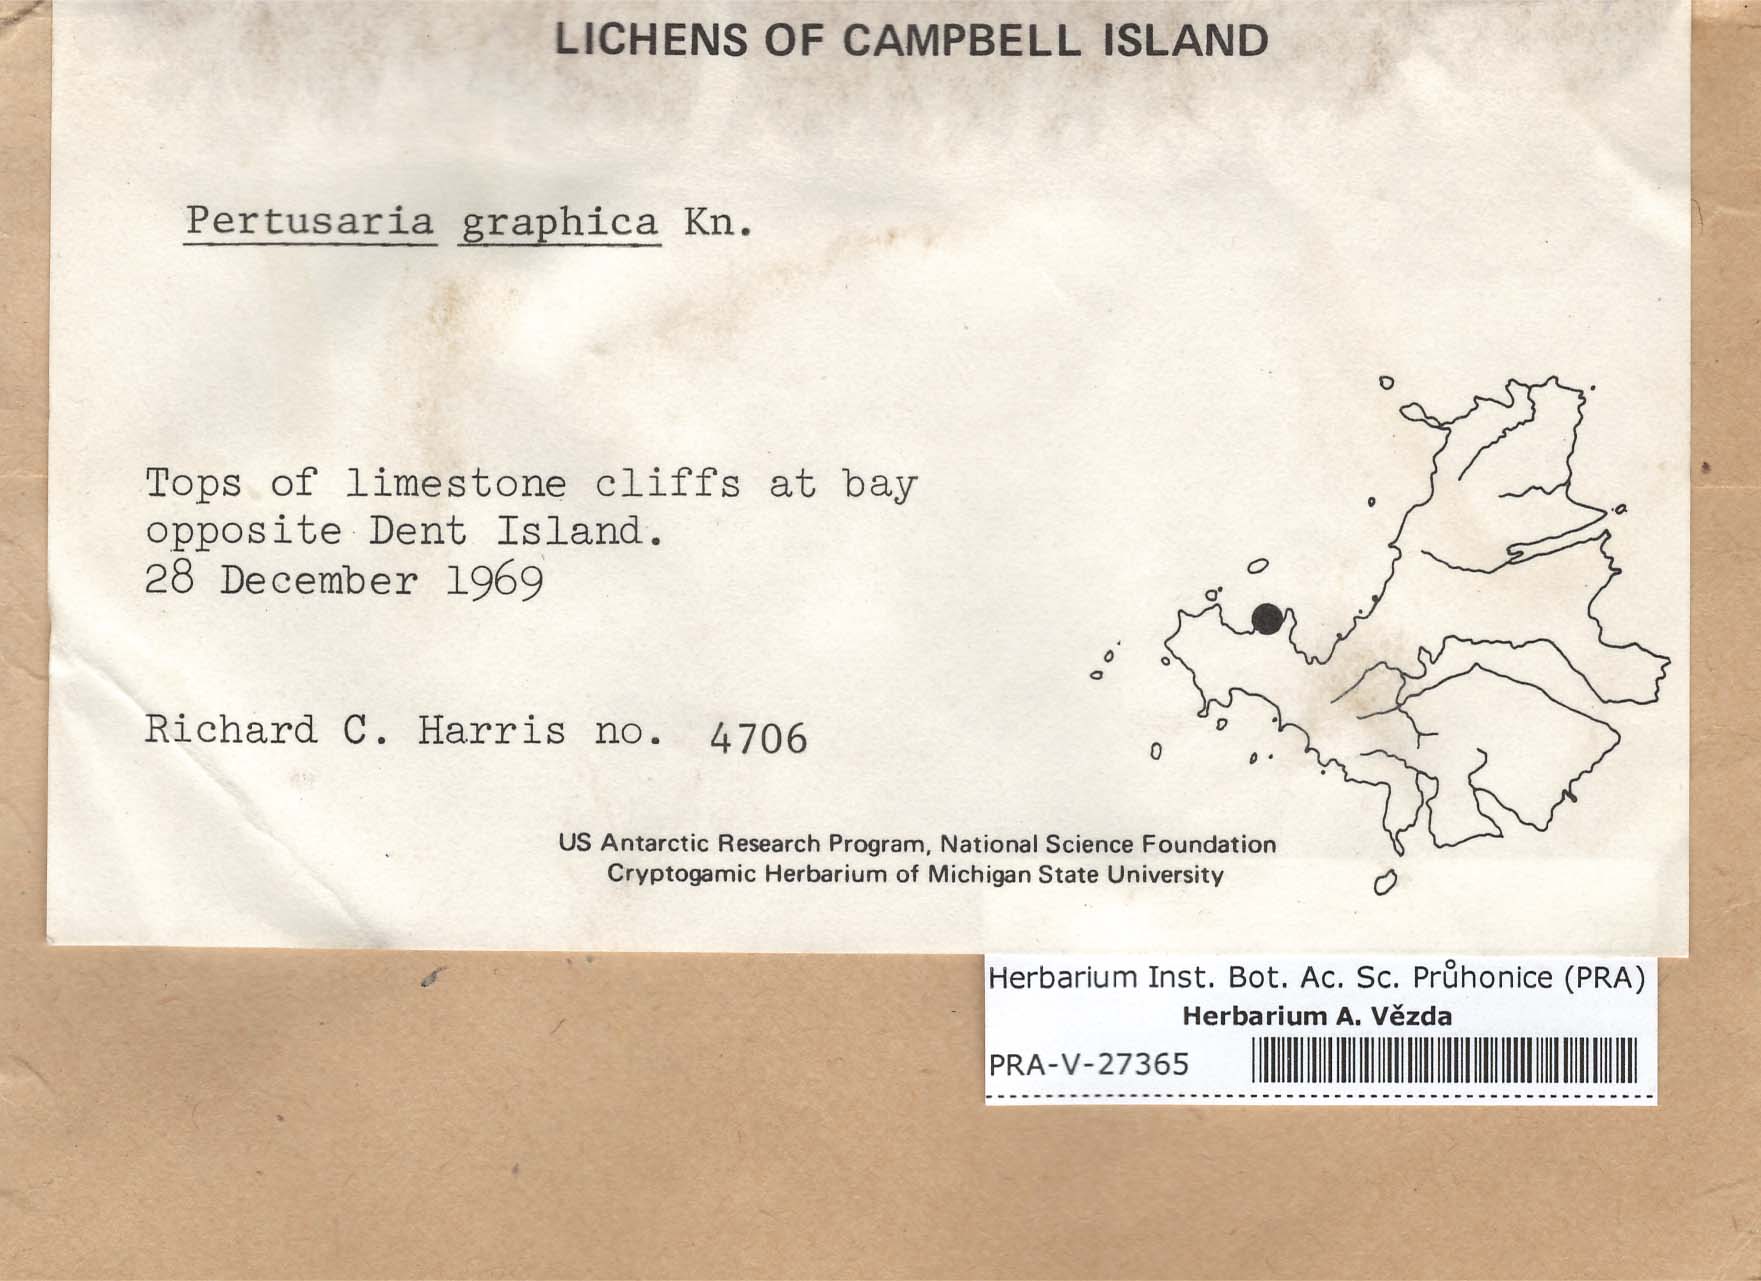 LICHENS OF CAMPBELL ISLAND
Pertusaria graphica Kn.
Tops of limestone cliffs at bay
opposite Dent Island.
28 December 1969
Richard C. Harris no. 4706
US Antarctic Research Program, National Science Foundation
Cryptogamic Herbarium of Michigan State University
Herbarium Inst. Bot. Ac. Sc. Průhonice (PRA)
Herbarium A. Vězda
PRA-V-27365